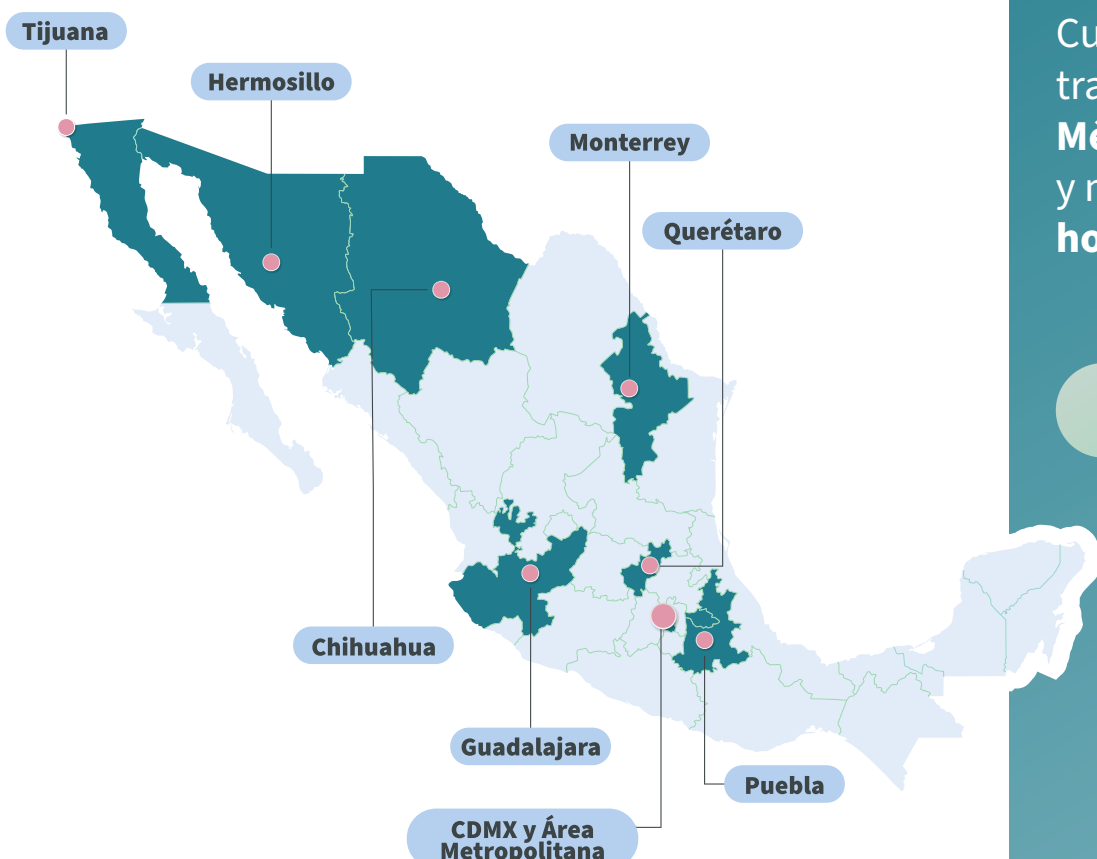 Tijuana
Hermosillo
Monterrey
Querétaro
Chihuahua
Guadalajara
Puebla
CDMX y Área
Metropolitana
y